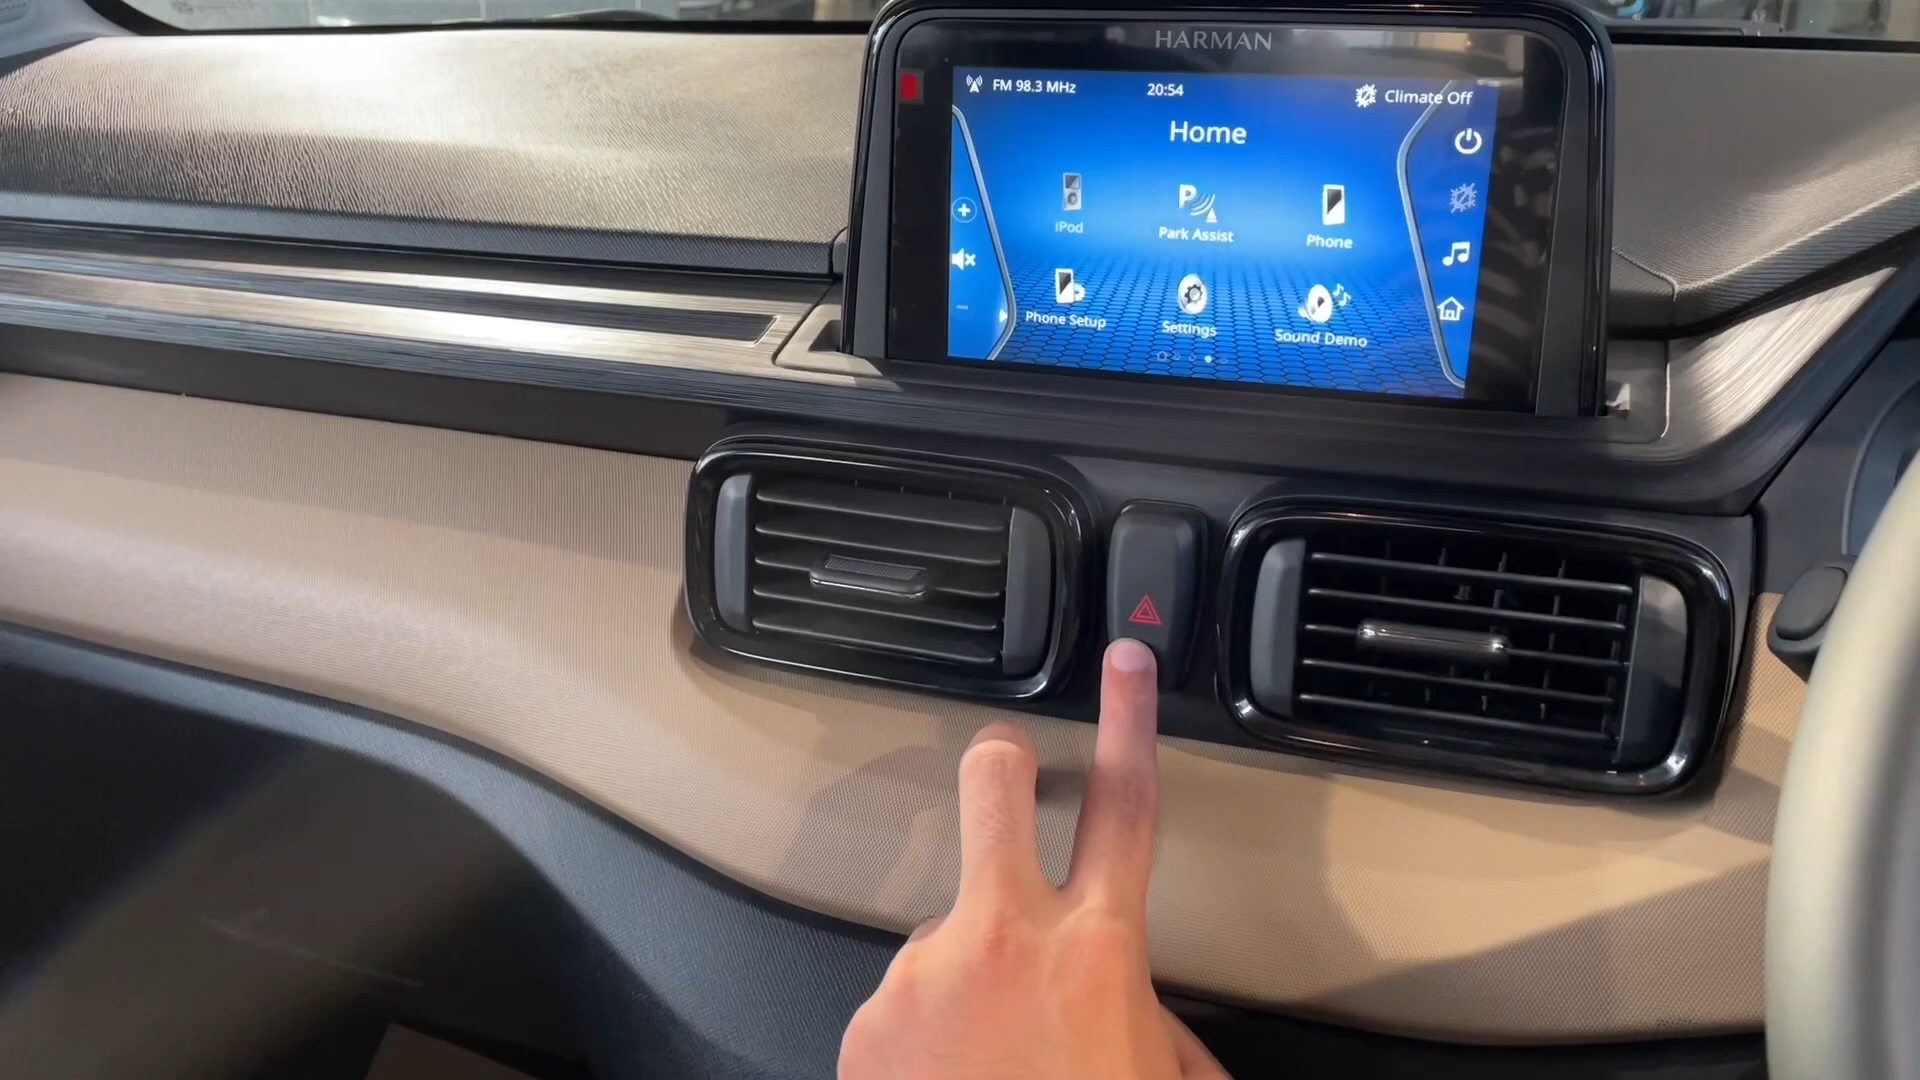 HARMAN
FM 98.3 MHz 20:54 Climate Off
Home
iPod Park Assist Phone
Phone Setup Settings Sound Demo